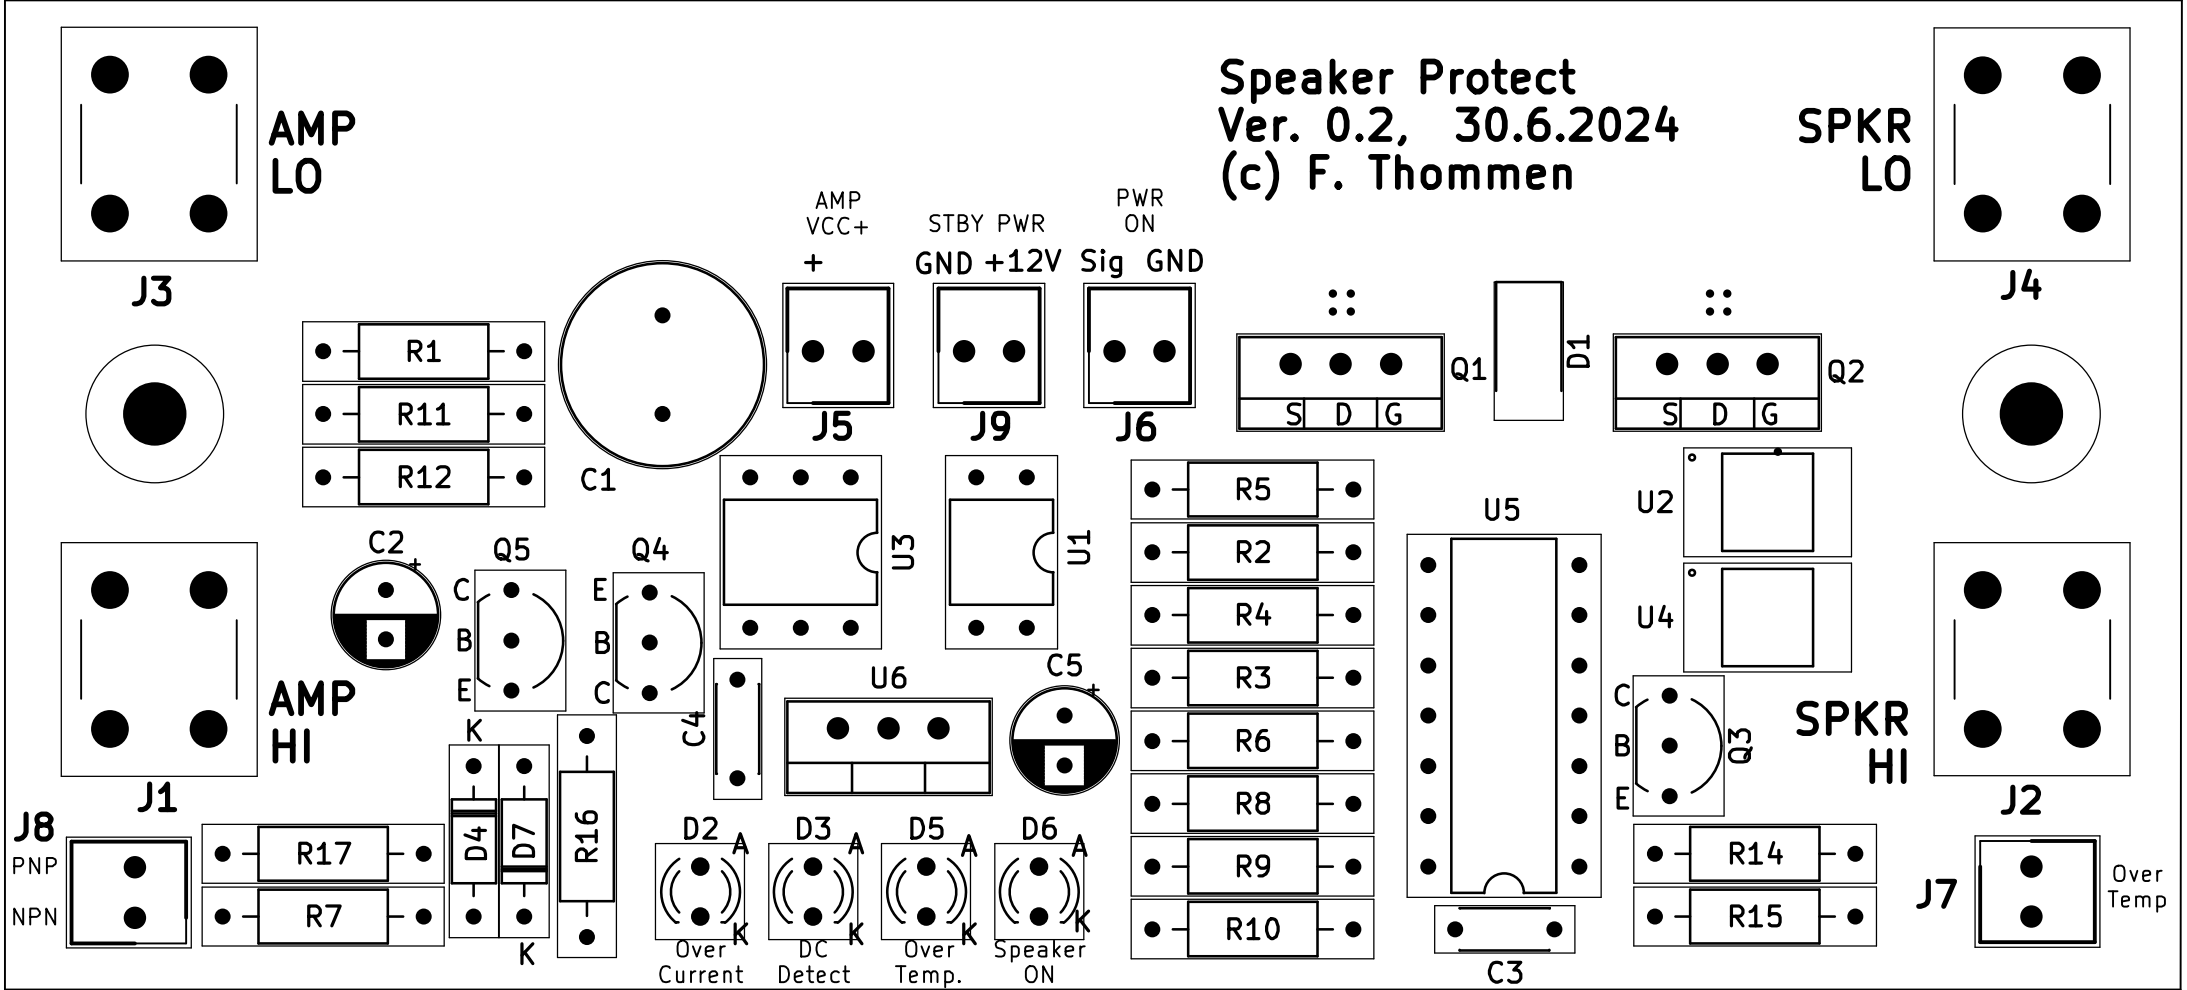 Speaker Protect
Ver. 0.2, 30.6.2024
(c) F. Thommen
AMP
LO
J3
SPKR
LO
J4
AMP
VCC+
+
J5
STBY PWR
GND +12V
J9
PWR
ON
Sig GND
J6
R1
R11
R12
C1
Q1
S D G
D1
Q2
S D G
C2
+
Q5
C
B
E
Q4
E
B
C
U3
U1
R5
R2
R4
R3
R6
R8
R9
R10
U5
U2
U4
C
B
E
Q3
AMP
HI
J1
SPKR
HI
J2
K
D4
D7
K
R16
C4
U6
C5
+
J8
PNP
NPN
R17
R7
D2
A
K
Over
Current
D3
A
K
DC
Detect
D5
A
K
Over
Temp.
D6
A
K
Speaker
ON
C3
R14
R15
J7
Over
Temp